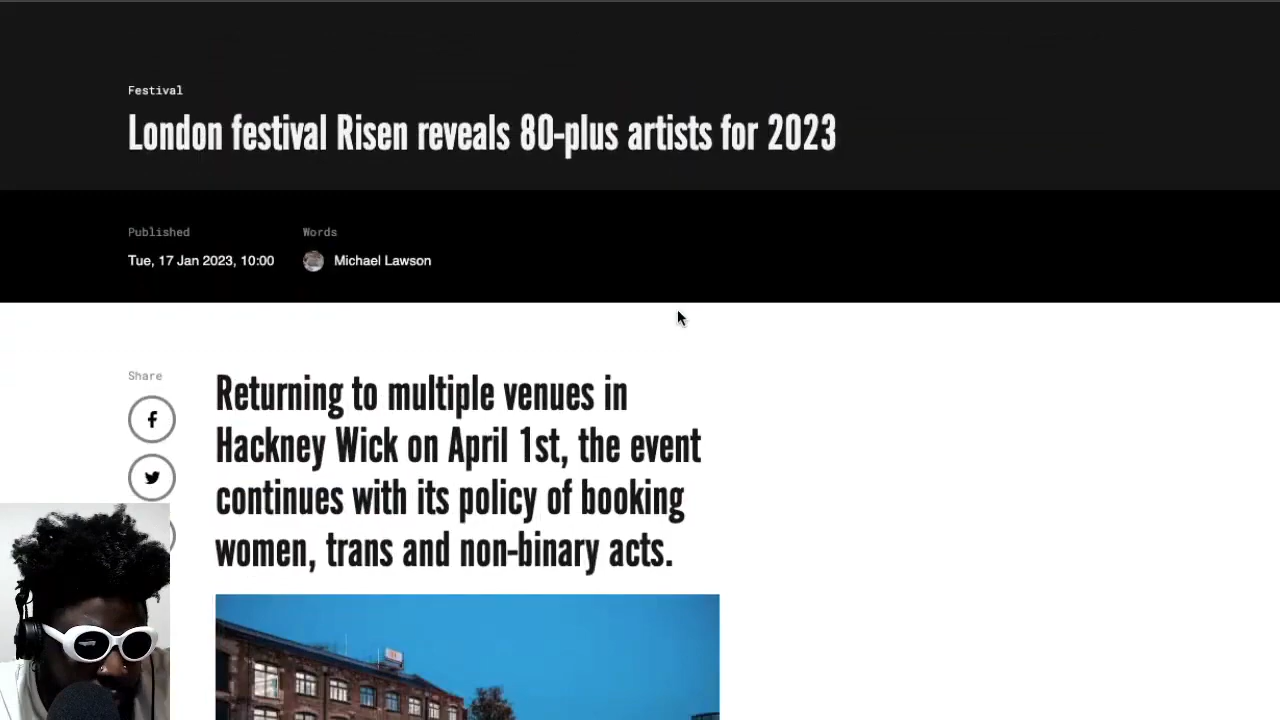 Festival
London festival Risen reveals 80-plus artists for 2023
Published
Words
Tue, 17 Jan 2023, 10:00
Michael Lawson
Share
Returning to multiple venues in
Hackney Wick on April 1st, the event
continues with its policy of booking
women, trans and non-binary acts.